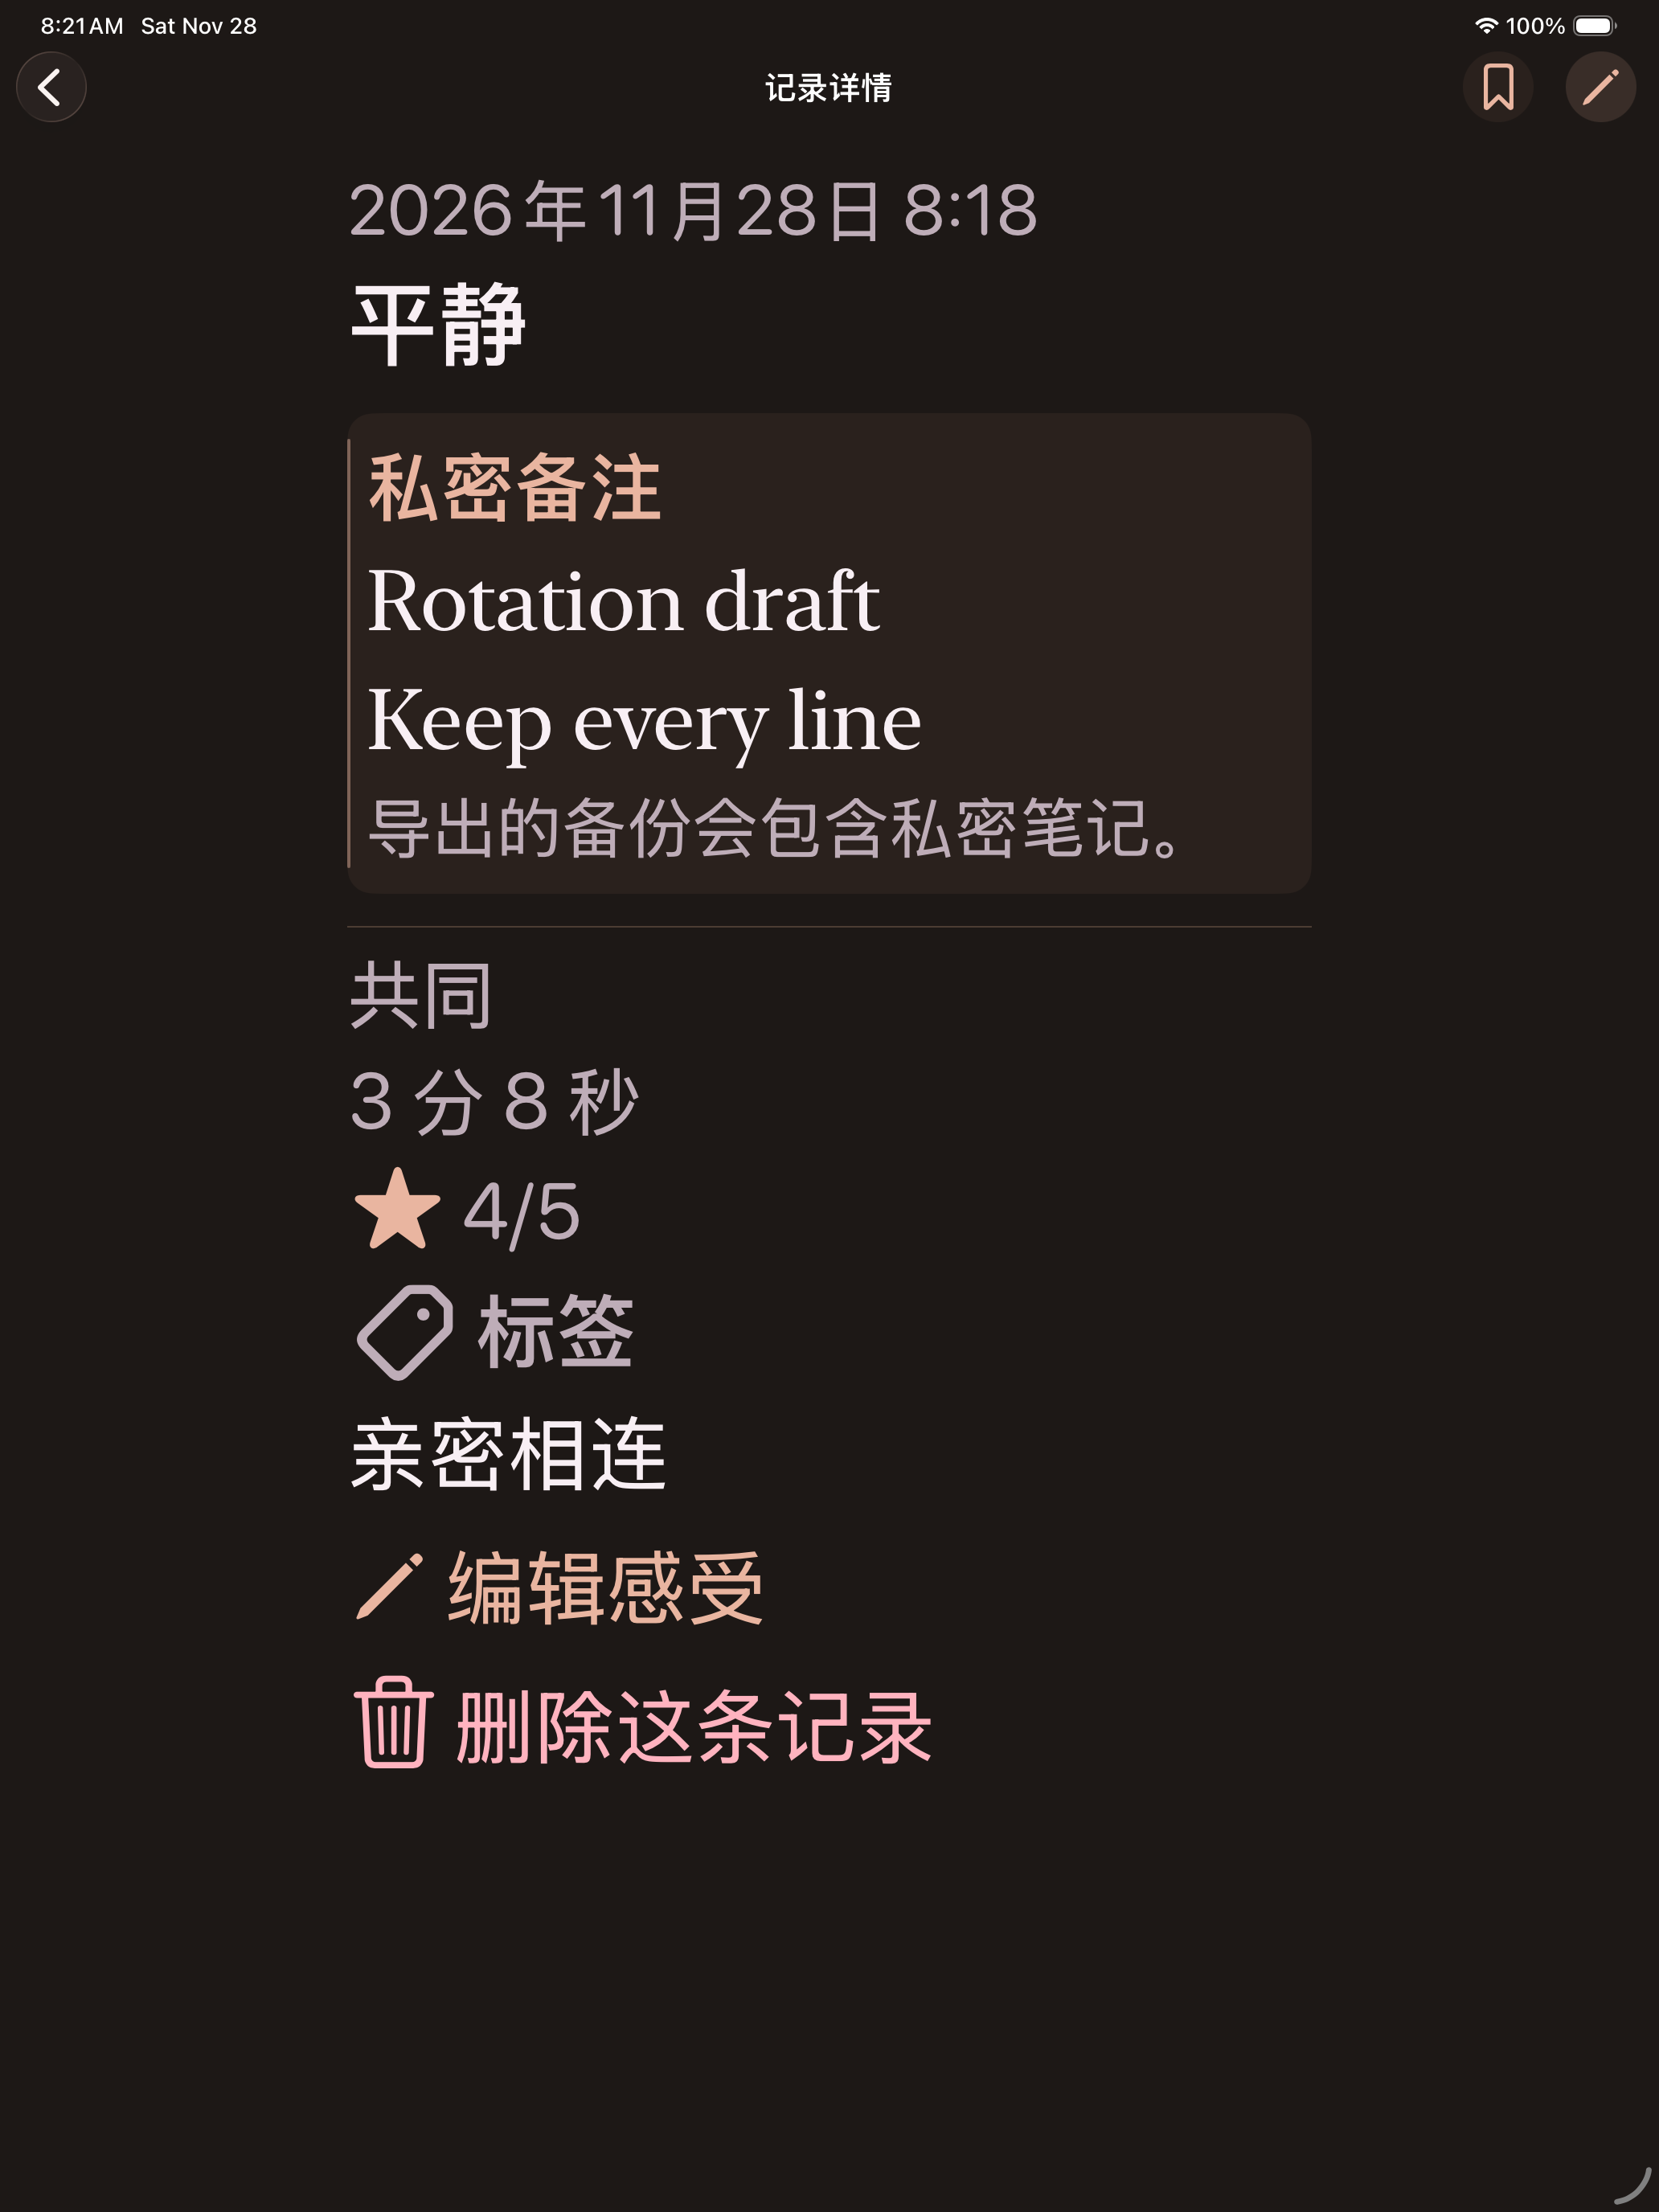 8:21 AM Sat Nov 28
100%
记录详情
2026年11月28日 8:18
平静
私密备注
Rotation draft
Keep every line
导出的备份会包含私密笔记。
共同
3 分 8 秒
4/5
标签
亲密相连
编辑感受
删除这条记录